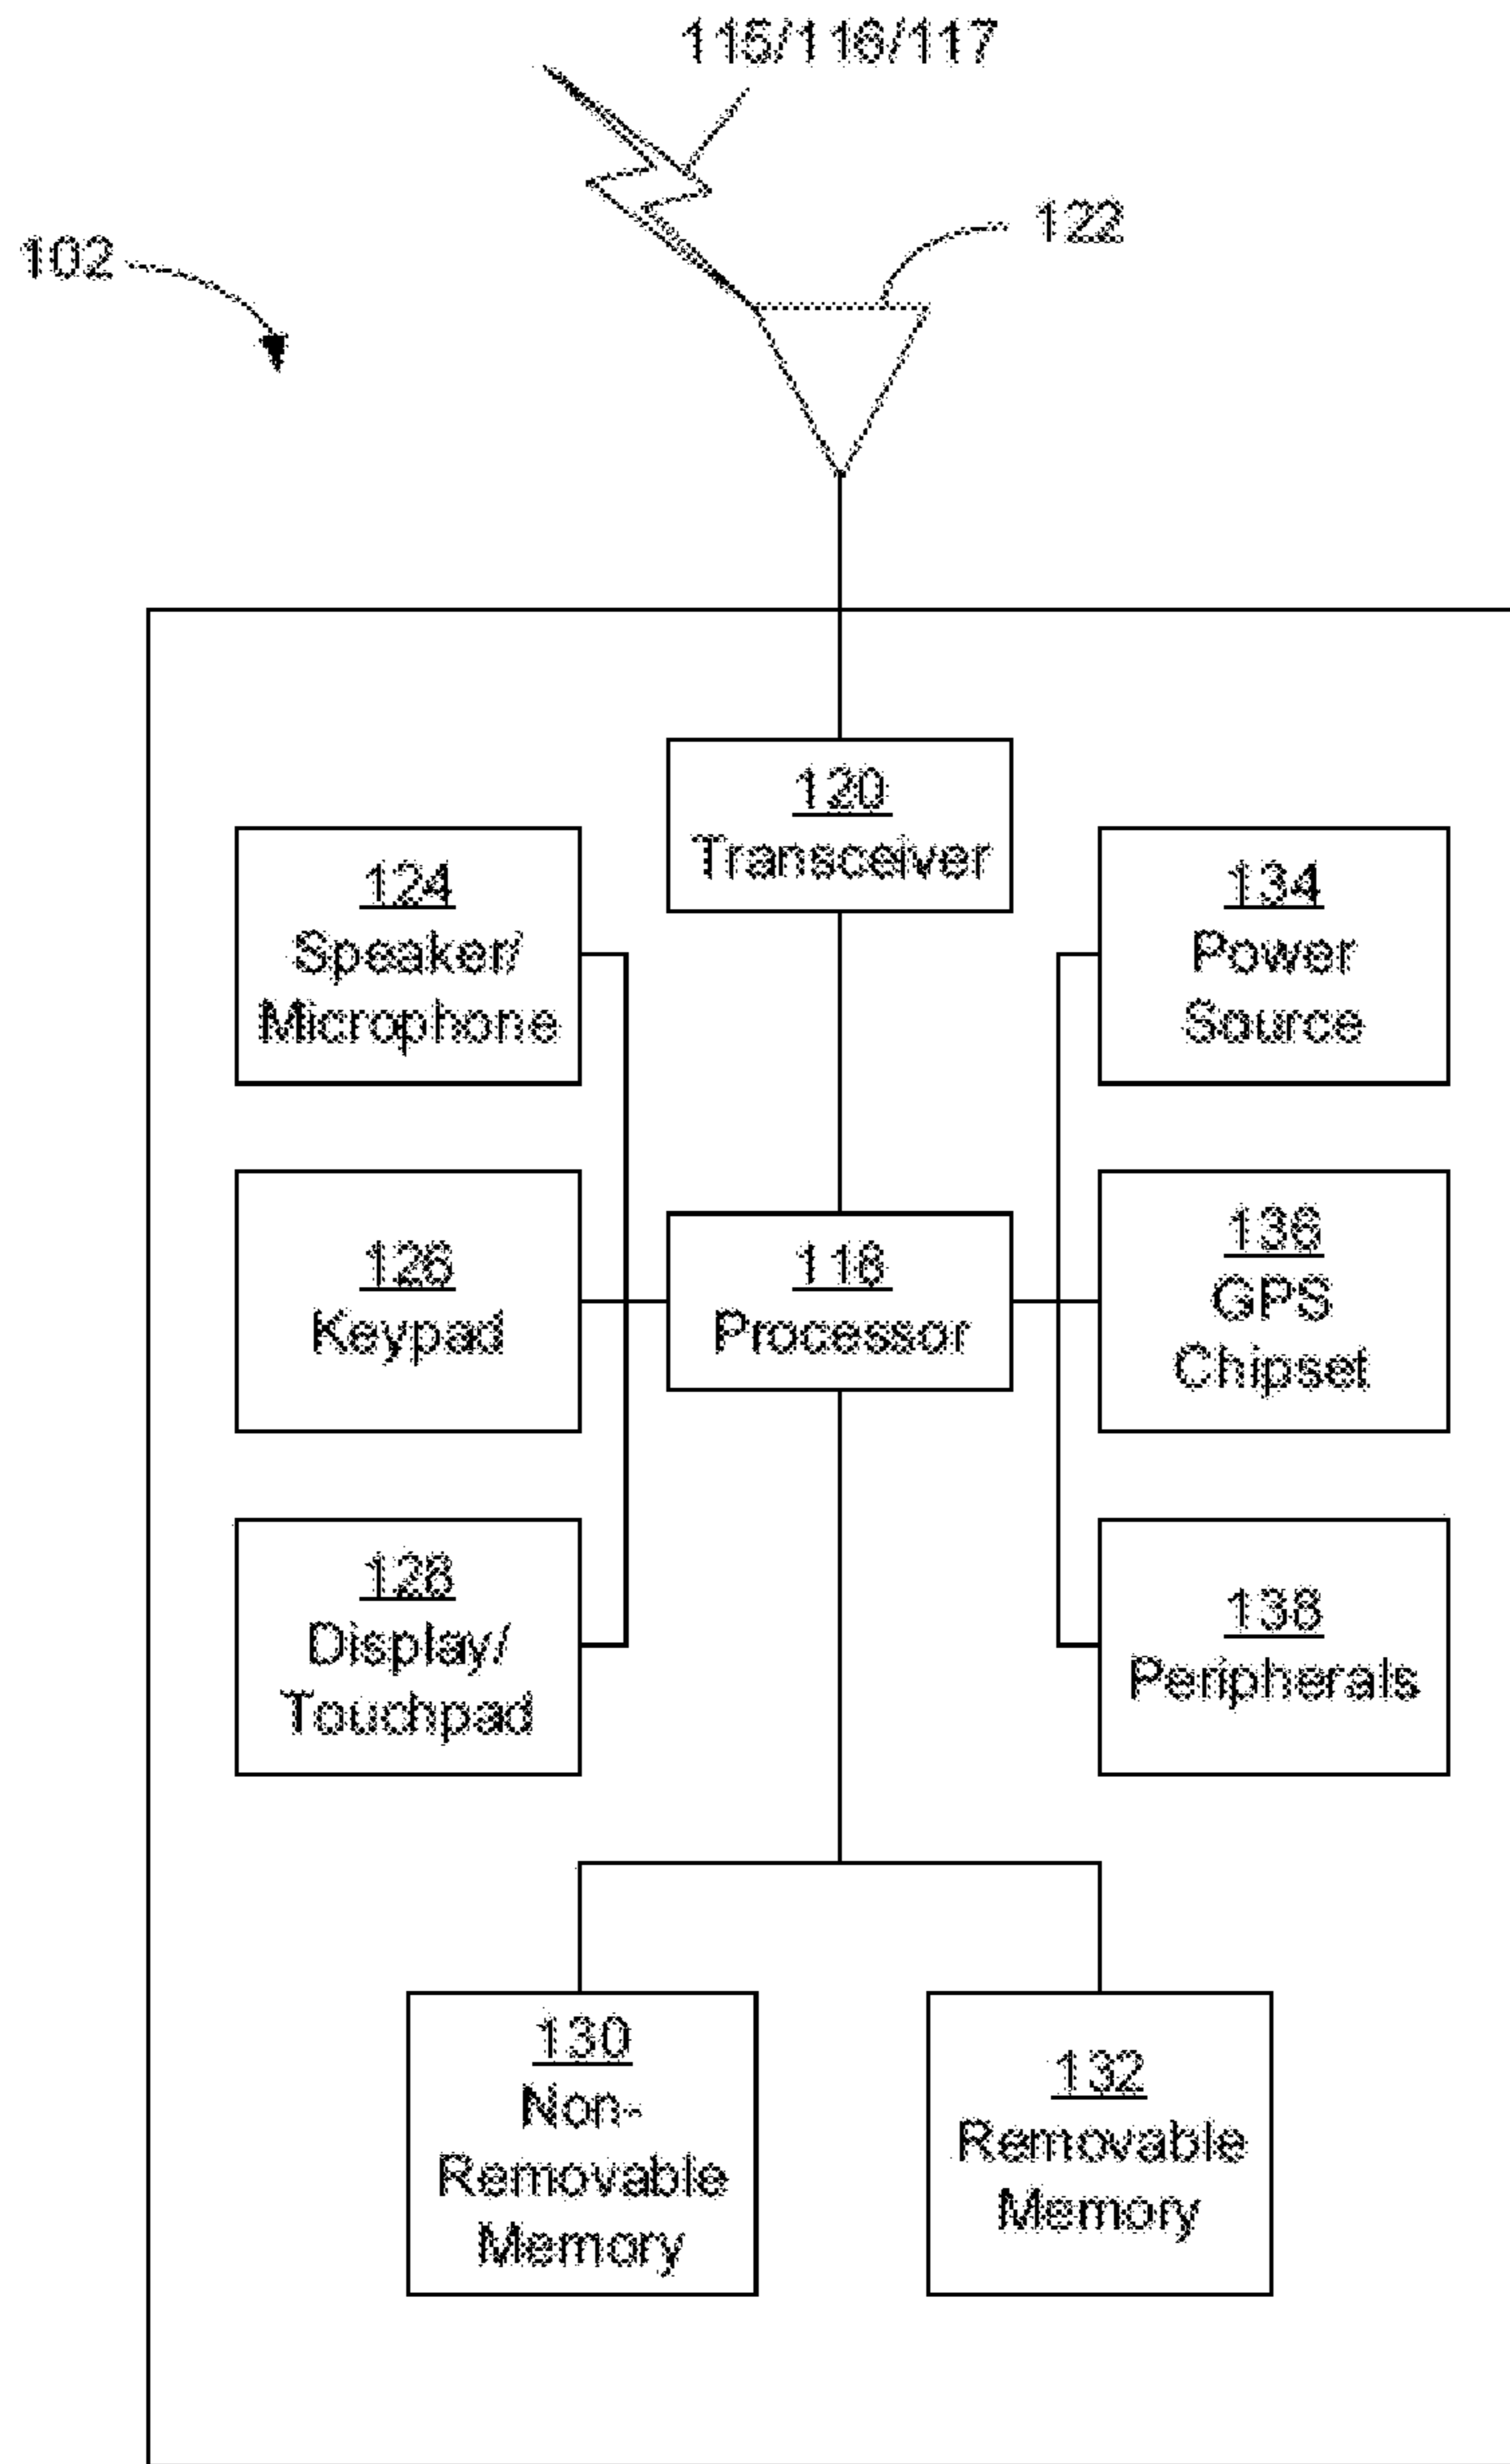 115/116/117
122
102
120
Transceiver
124
Speaker/
Microphone
134
Power
Source
126
Keypad
118
Processor
136
GPS
Chipset
128
Display/
Touchpad
138
Peripherals
130
Non-
Removable
Memory
132
Removable
Memory